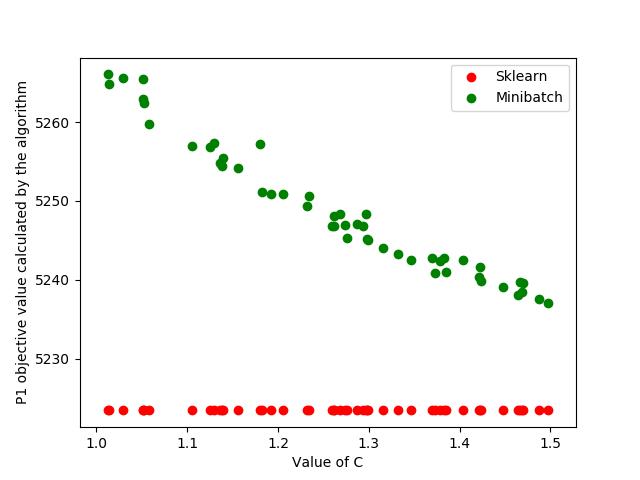 Sklearn
Minibatch
P1 objective value calculated by the algorithm
5260
5250
5240
5230
1.0 1.1 1.2 1.3 1.4 1.5
Value of C